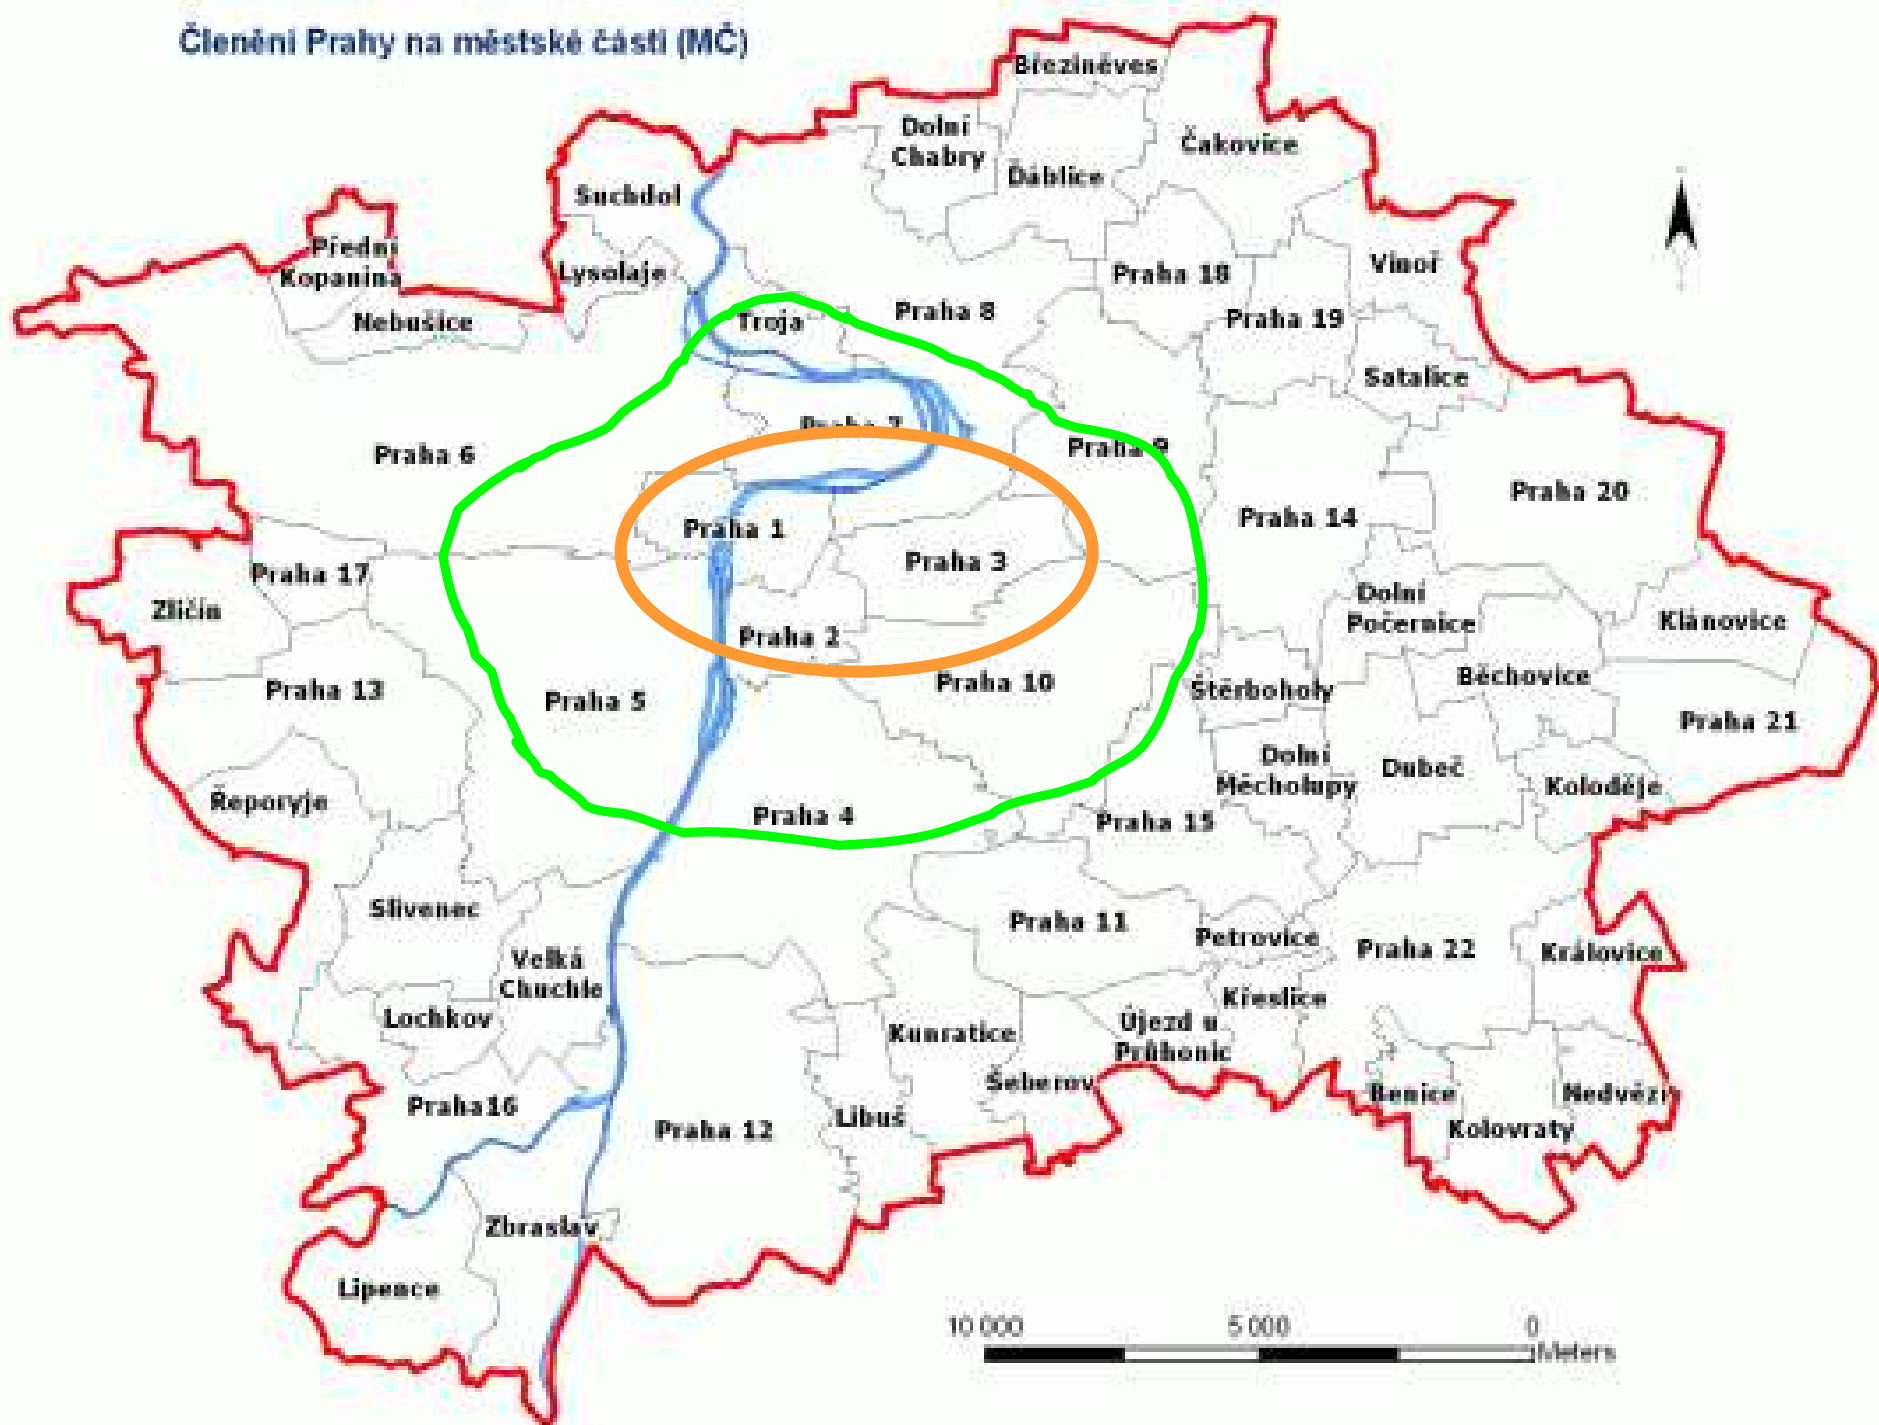 Členění Prahy na městské části (MČ)
Březiněves
Dolní
Chabry
Ďáblice
Čakovice
Suchdol
Přední
Kopanina
Lysolaje
Nebušice
Troja
Praha 8
Praha 18
Praha 19
Vinoř
Satalice
Praha 6
Praha 7
Praha 9
Praha 14
Praha 20
Praha 1
Praha 3
Praha 17
Zličín
Dolní
Počernice
Klánovice
Praha 2
Praha 13
Praha 5
Praha 10
Štěrboholy
Běchovice
Praha 21
Dolní
Měcholupy
Dubeč
Koloděje
Řeporyje
Praha 4
Praha 15
Slivenec
Praha 11
Petrovice
Praha 22
Královice
Velká
Chuchle
Lochkov
Kunratice
Křeslice
Újezd u
Průhonic
Šeberov
Benice
Nedvězí
Kolovraty
Praha16
Praha 12
Libuš
Zbraslav
Lipence
10 000 5 000 0
Meters